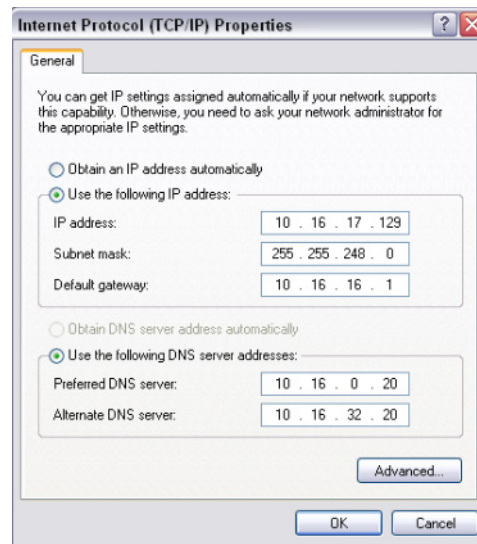 Internet Protocol (TCP/IP) Properties
General
You can get IP settings assigned automatically if your network supports
this capability. Otherwise, you need to ask your network administrator for
the appropriate IP settings.
Obtain an IP address automatically
Use the following IP address:
IP address: 10 . 16 . 17 . 129
Subnet mask: 255 . 255 . 248 . 0
Default gateway: 10 . 16 . 16 . 1
Obtain DNS server address automatically
Use the following DNS server addresses:
Preferred DNS server: 10 . 16 . 0 . 20
Alternate DNS server: 10 . 16 . 32 . 20
Advanced...
OK Cancel